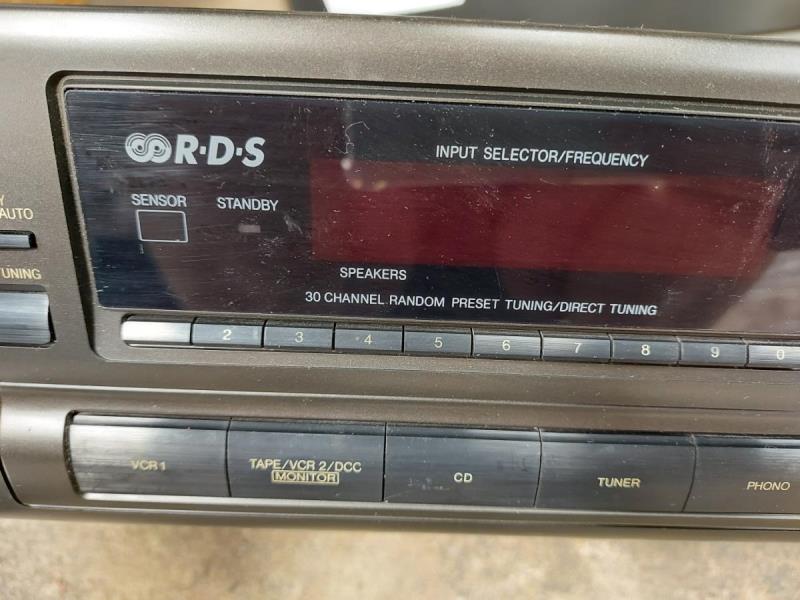 R·D·S
INPUT SELECTOR/FREQUENCY
SENSOR
STANDBY
AUTO
SPEAKERS
TUNING
30 CHANNEL RANDOM PRESET TUNING/DIRECT TUNING
2 3 4 5 6 7 8 9 0
VCR 1
TAPE/VCR 2/DCC
MONITOR
CD
TUNER
PHONO